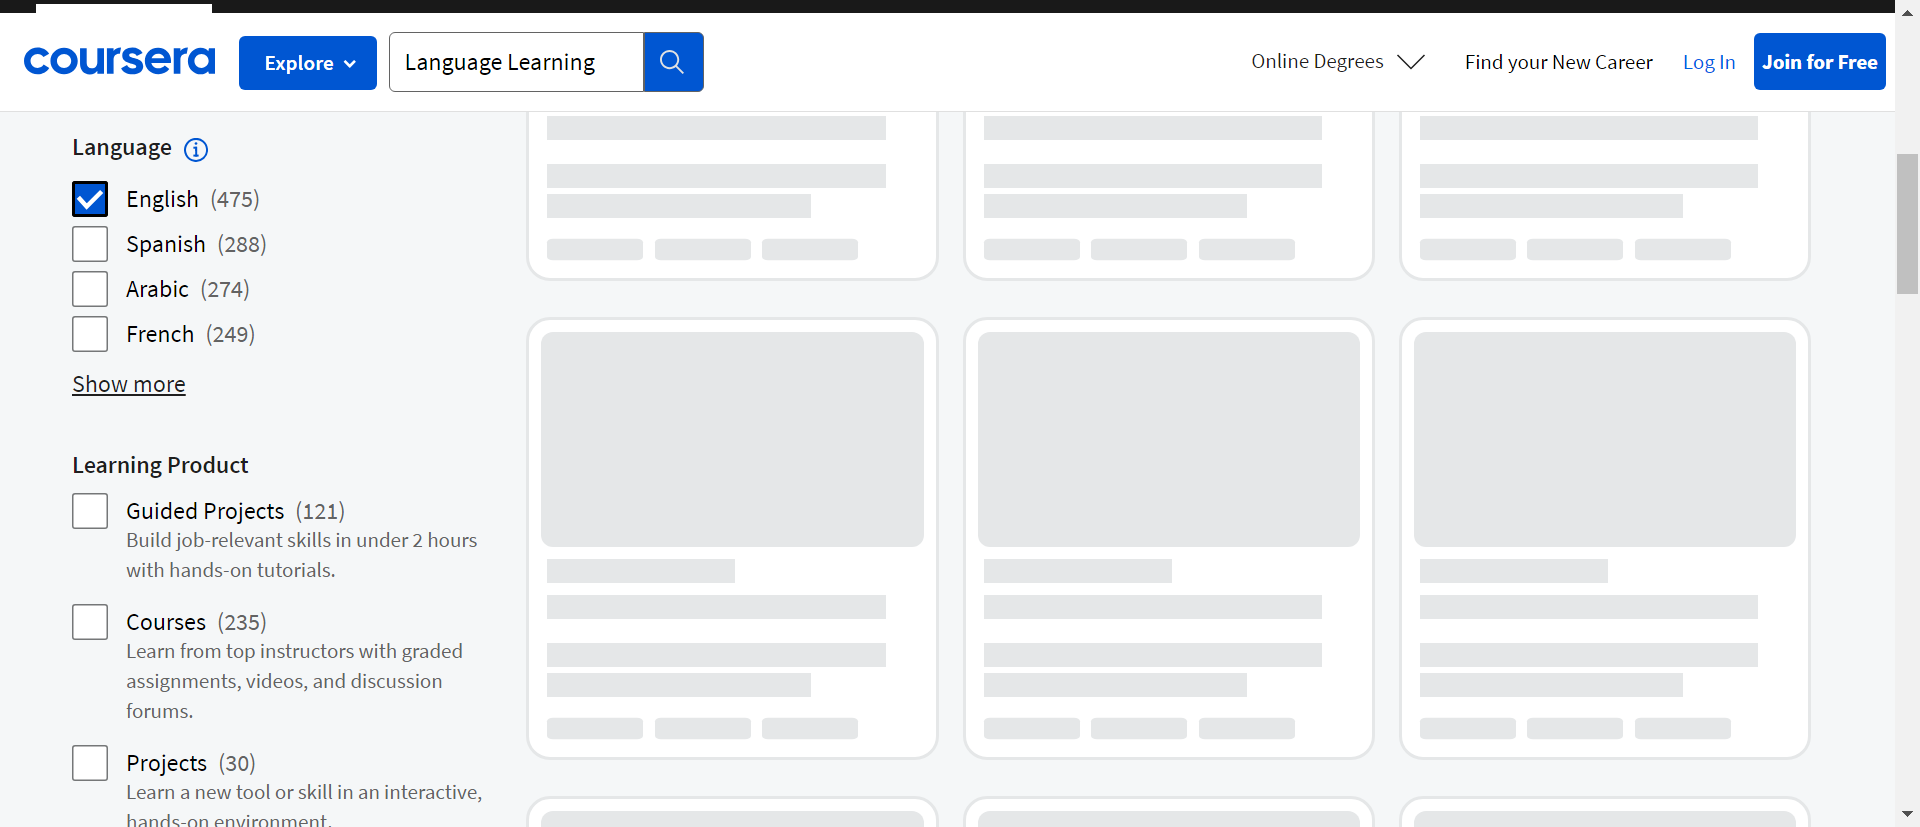 coursera
Explore
Language Learning
Online Degrees
Find your New Career
Log In
Join for Free
Language
English (475)
Spanish (288)
Arabic (274)
French (249)
Show more
Learning Product
Guided Projects (121)
Build job-relevant skills in under 2 hours
with hands-on tutorials.
Courses (235)
Learn from top instructors with graded
assignments, videos, and discussion
forums.
Projects (30)
Learn a new tool or skill in an interactive,
hands-on environment.